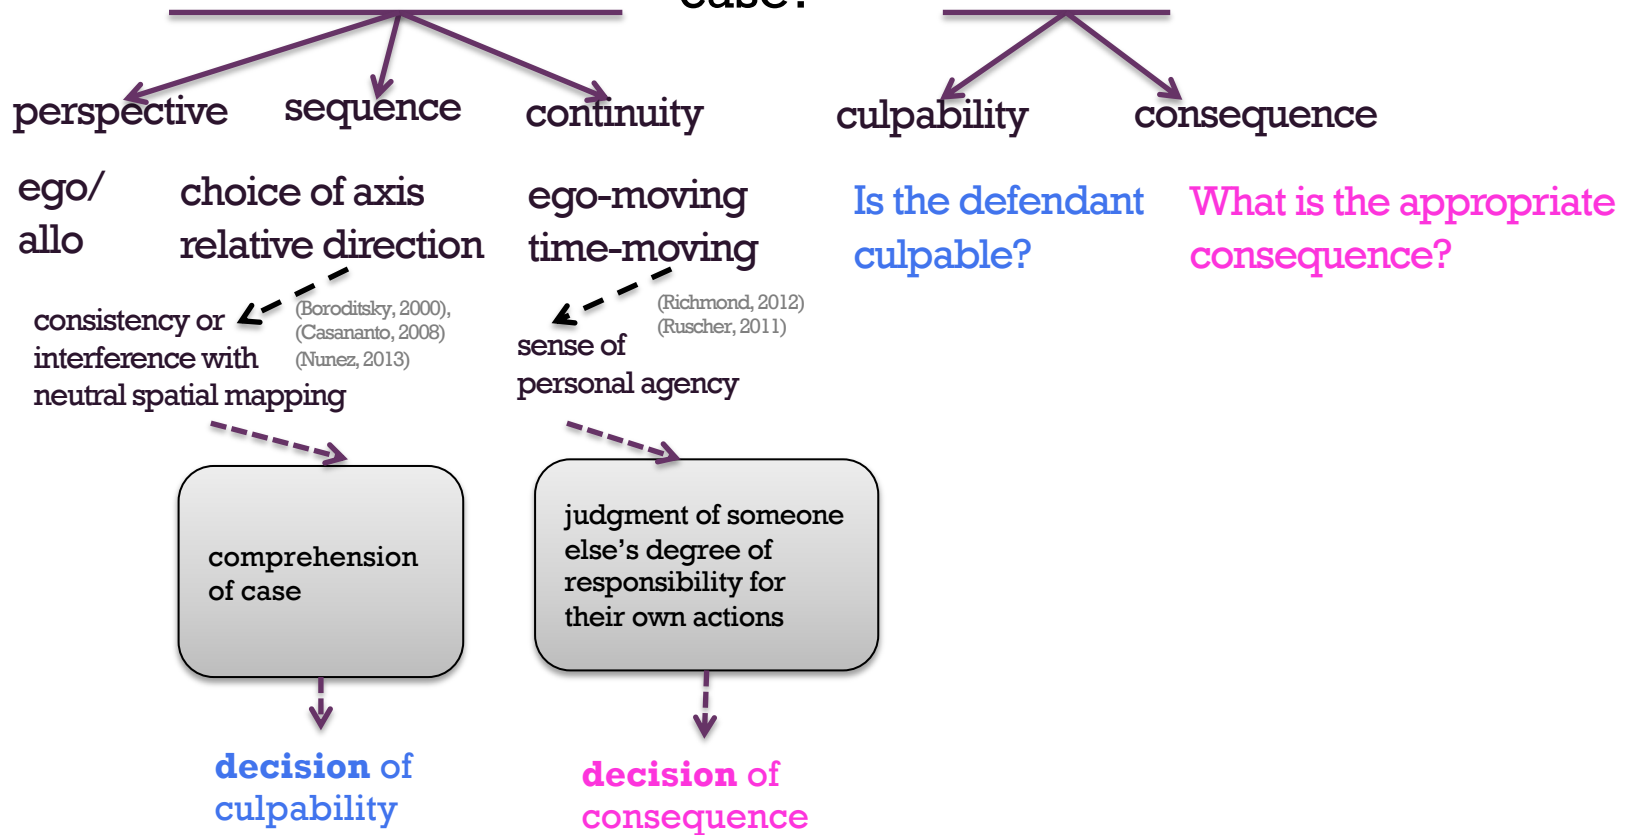 case?
perspective
sequence
continuity
culpability
consequence
ego/
allo
choice of axis
relative direction
ego-moving
time-moving
Is the defendant
culpable?
What is the appropriate
consequence?
consistency or
interference with
neutral spatial mapping
(Boroditsky, 2000),
(Casananto, 2008)
(Nunez, 2013)
sense of
personal agency
(Richmond, 2012)
(Ruscher, 2011)
comprehension
of case
judgment of someone
else’s degree of
responsibility for
their own actions
decision of
culpability
decision of
consequence